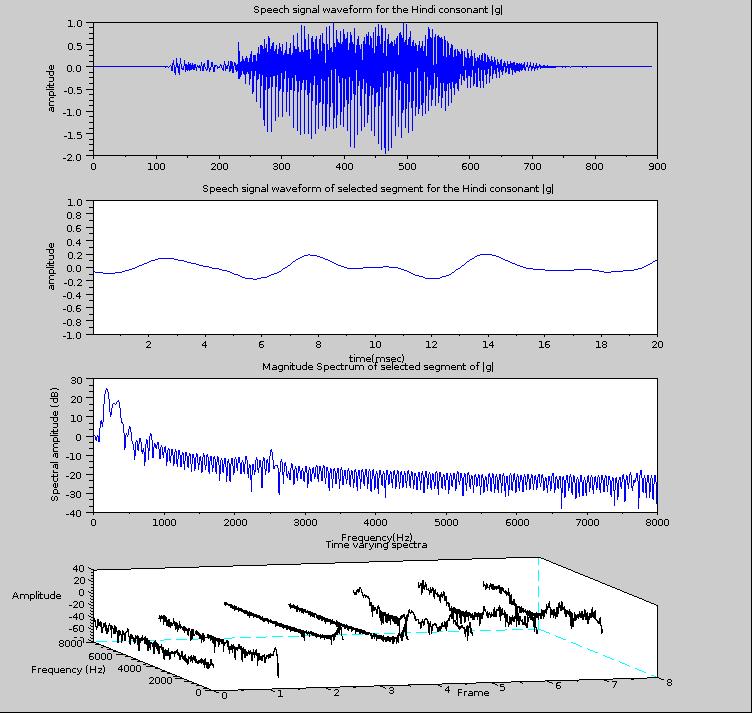 Speech signal waveform for the Hindi consonant |g|
1.0
0.5
0.0
-0.5
-1.0
-1.5
-2.0
amplitude
0 100 200 300 400 500 600 700 800 900
Speech signal waveform of selected segment for the Hindi consonant |g|
1.0
0.8
0.6
0.4
0.2
0.0
-0.2
-0.4
-0.6
-0.8
-1.0
amplitude
2 4 6 8 10 12 14 16 18 20
time(msec)
Magnitude Spectrum of selected segment of |g|
30
20
10
0
-10
-20
-30
-40
Spectral amplitude (dB)
0 1000 2000 3000 4000 5000 6000 7000 8000
Frequency(Hz)
Time varying spectra
40
20
0
-20
-40
-60
Amplitude
8000
6000
4000
2000
0
Frequency (Hz)
0 1 2 3 4 5 6 7 8
Frame